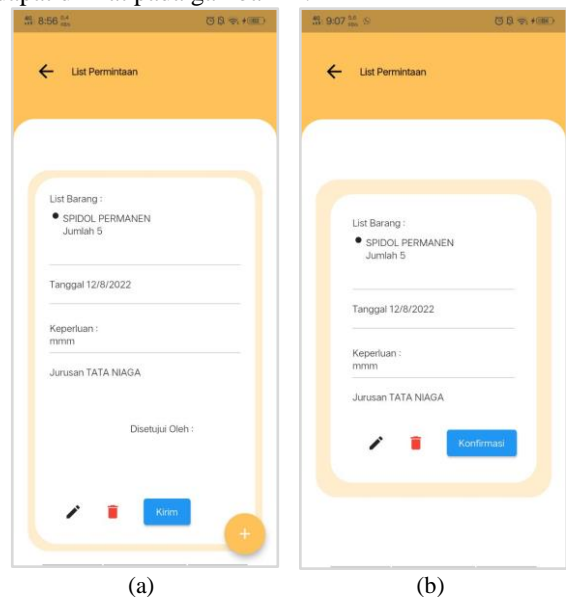 8:56
List Permintaan
List Barang :
SPIDOL PERMANEN
Jumlah 5
Tanggal 12/8/2022
Keperluan :
mmm
Jurusan TATA NIAGA
Disetujui Oleh :
Kirim
+
(a)
9:07
List Permintaan
List Barang :
SPIDOL PERMANEN
Jumlah 5
Tanggal 12/8/2022
Keperluan :
mmm
Jurusan TATA NIAGA
Konfirmasi
(b)